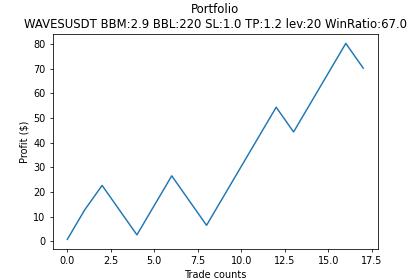 Portfolio
WAVESUSDT BBM:2.9 BBL:220 SL:1.0 TP:1.2 lev:20 WinRatio:67.0
80
70
60
50
40
30
20
10
0
Profit ($)
0.0 2.5 5.0 7.5 10.0 12.5 15.0 17.5
Trade counts